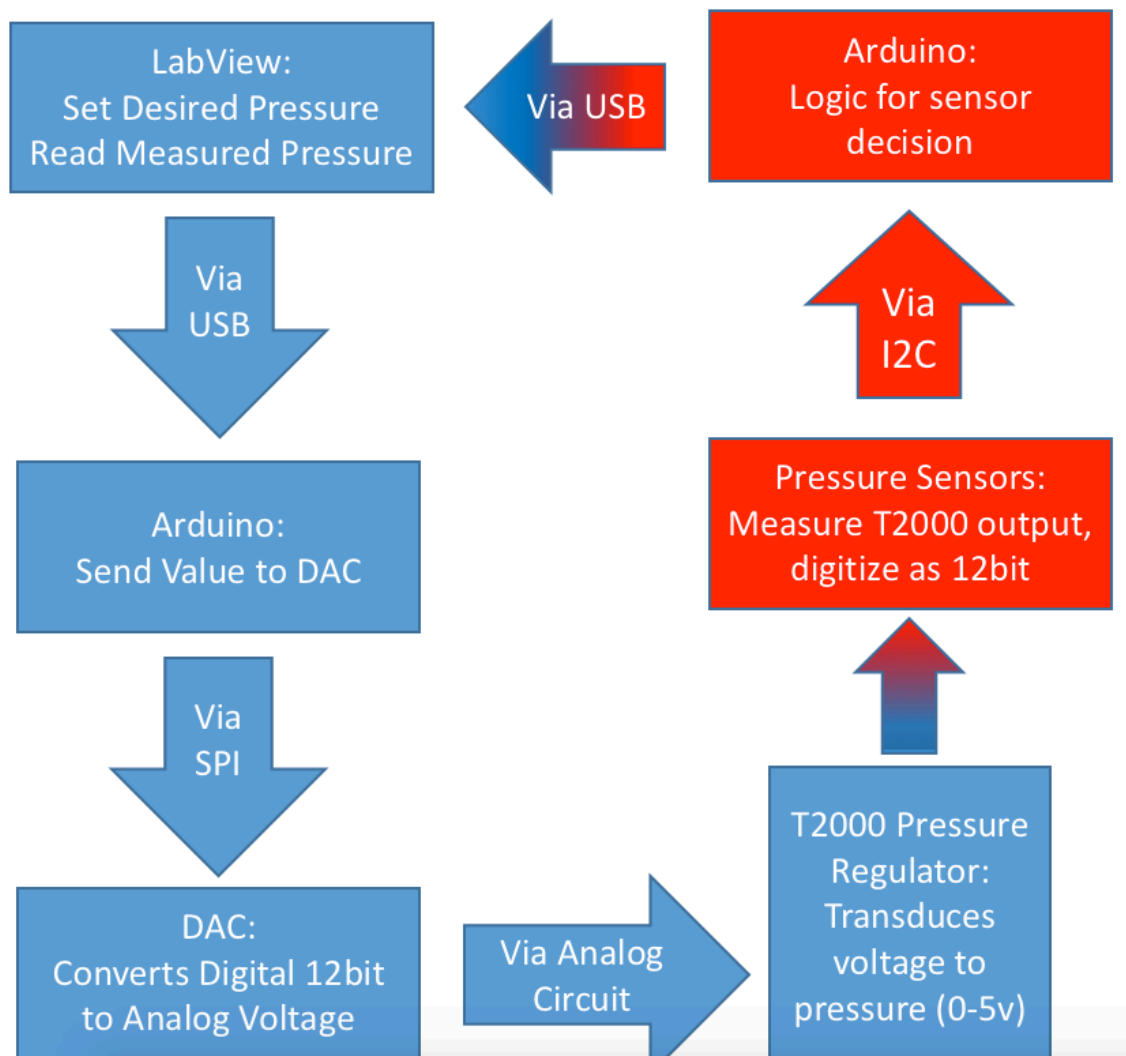 LabView:
Set Desired Pressure
Read Measured Pressure
Via USB
Arduino:
Logic for sensor
decision
Via
USB
Via
I2C
Arduino:
Send Value to DAC
Pressure Sensors:
Measure T2000 output,
digitize as 12bit
Via
SPI
DAC:
Converts Digital 12bit
to Analog Voltage
Via Analog
Circuit
T2000 Pressure
Regulator:
Transduces
voltage to
pressure (0-5v)